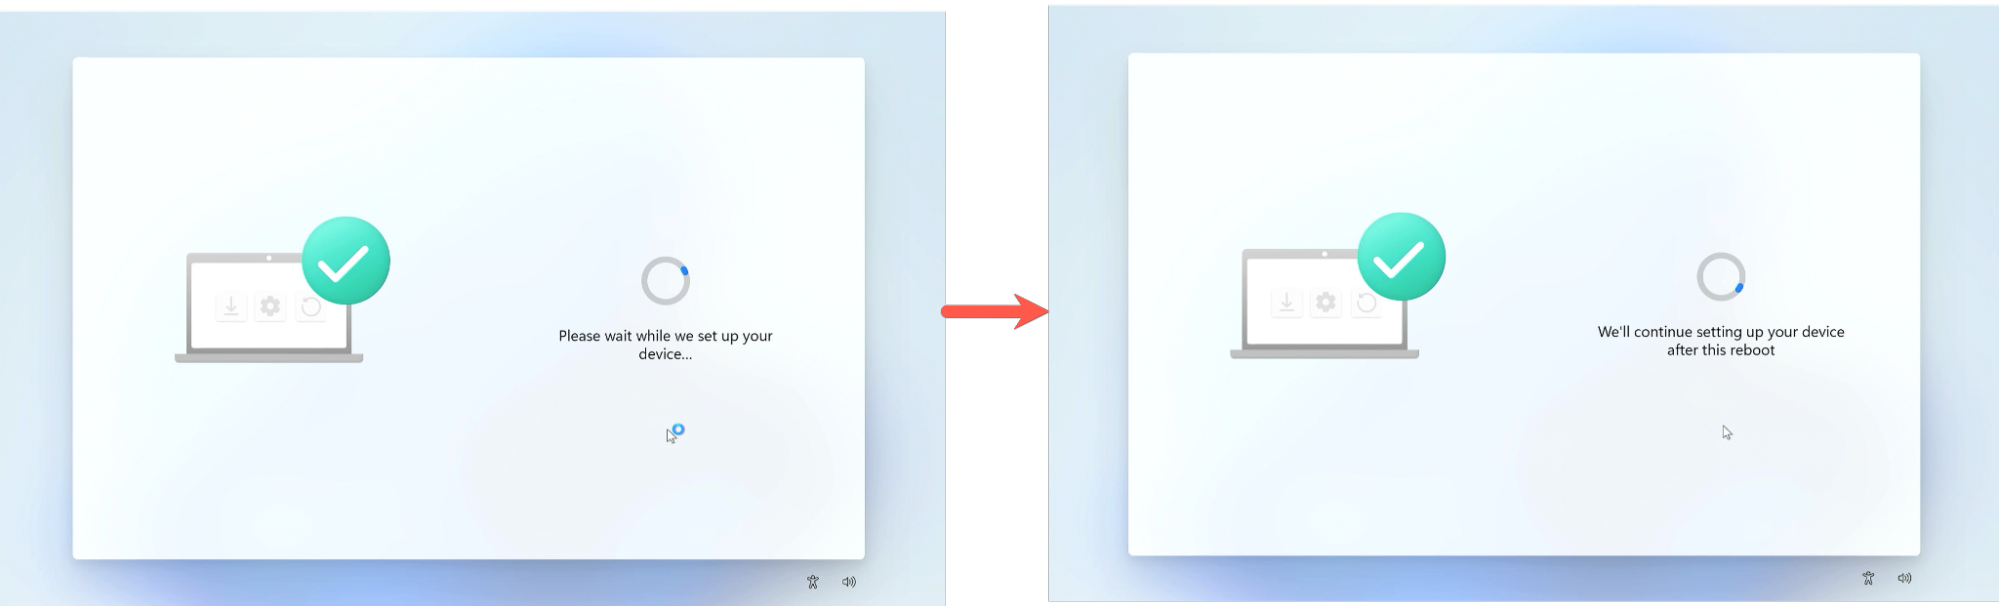 Please wait while we set up your
device...
We'll continue setting up your device
after this reboot